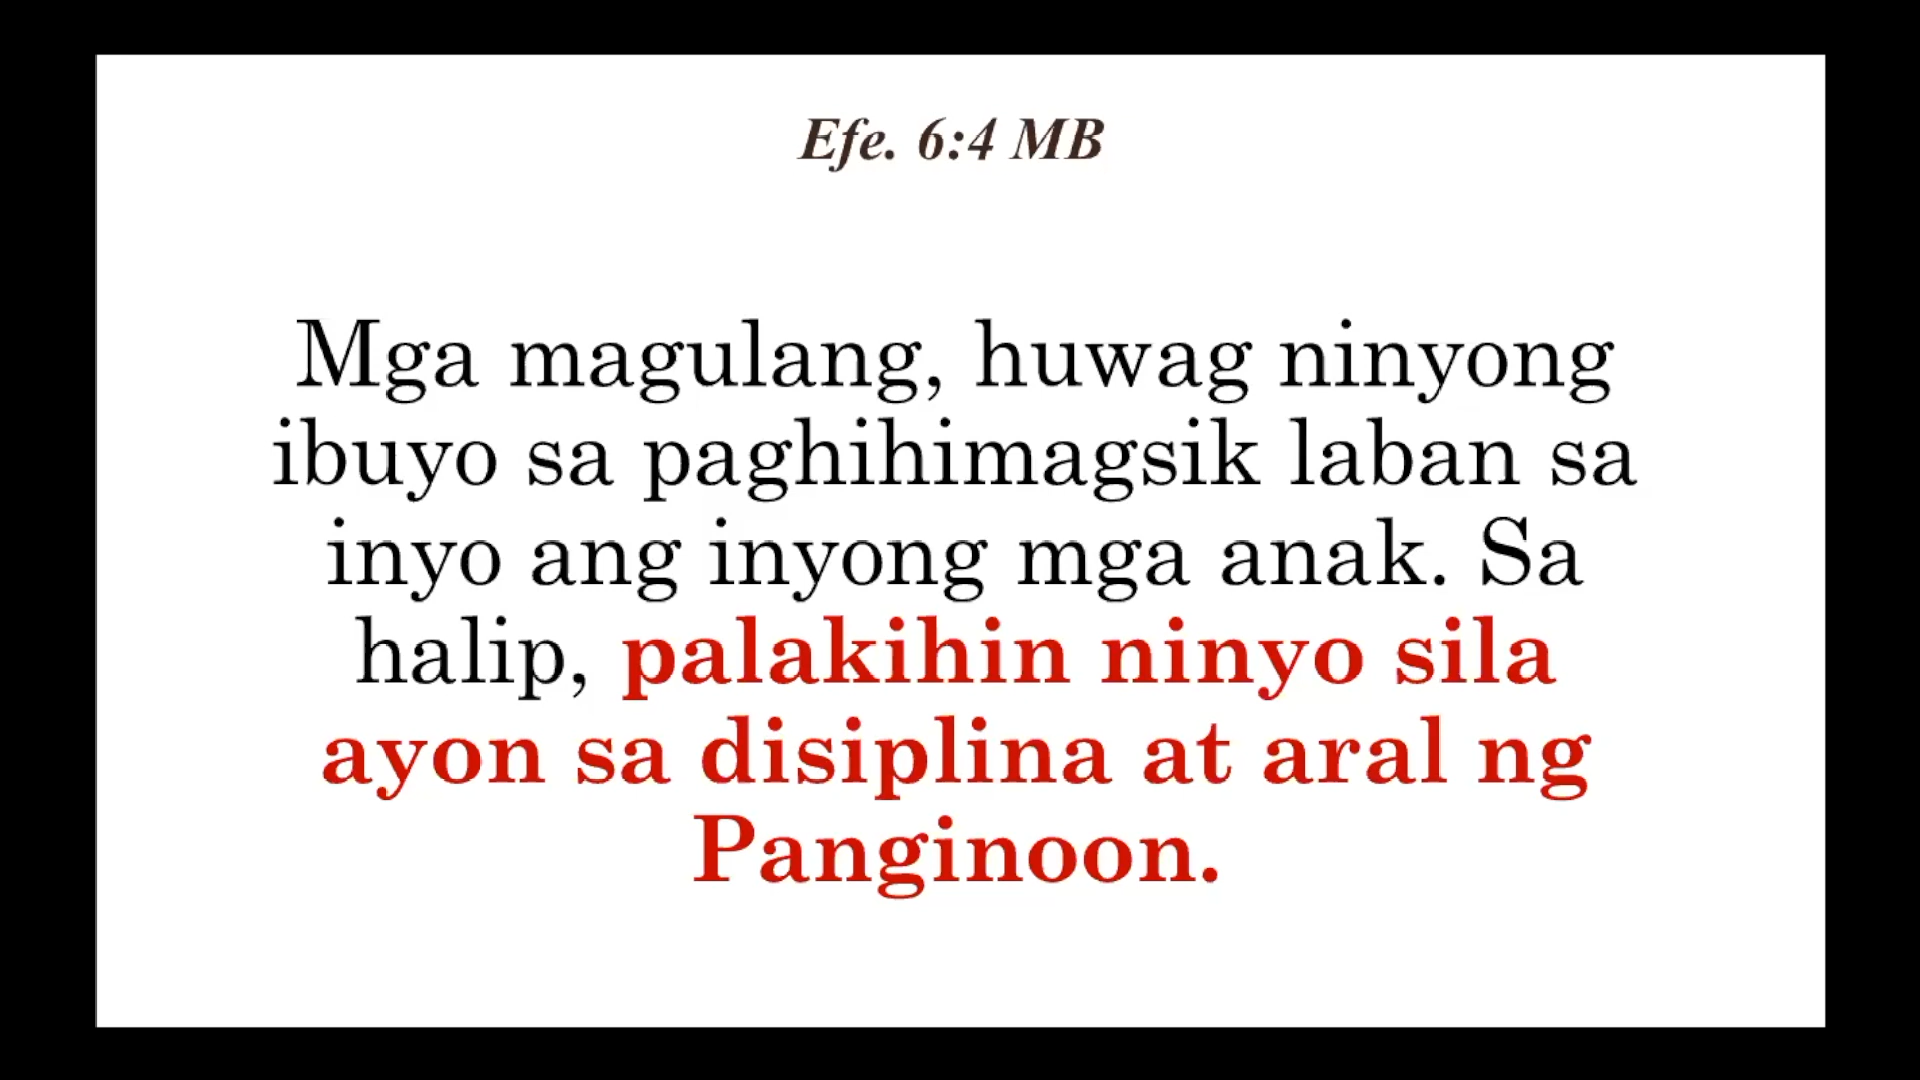 Efe. 6:4 MB
Mga magulang, huwag ninyong
ibuyo sa paghihimagsik laban sa
inyo ang inyong mga anak. Sa
halip, palakihin ninyo sila
ayon sa disiplina at aral ng
Panginoon.